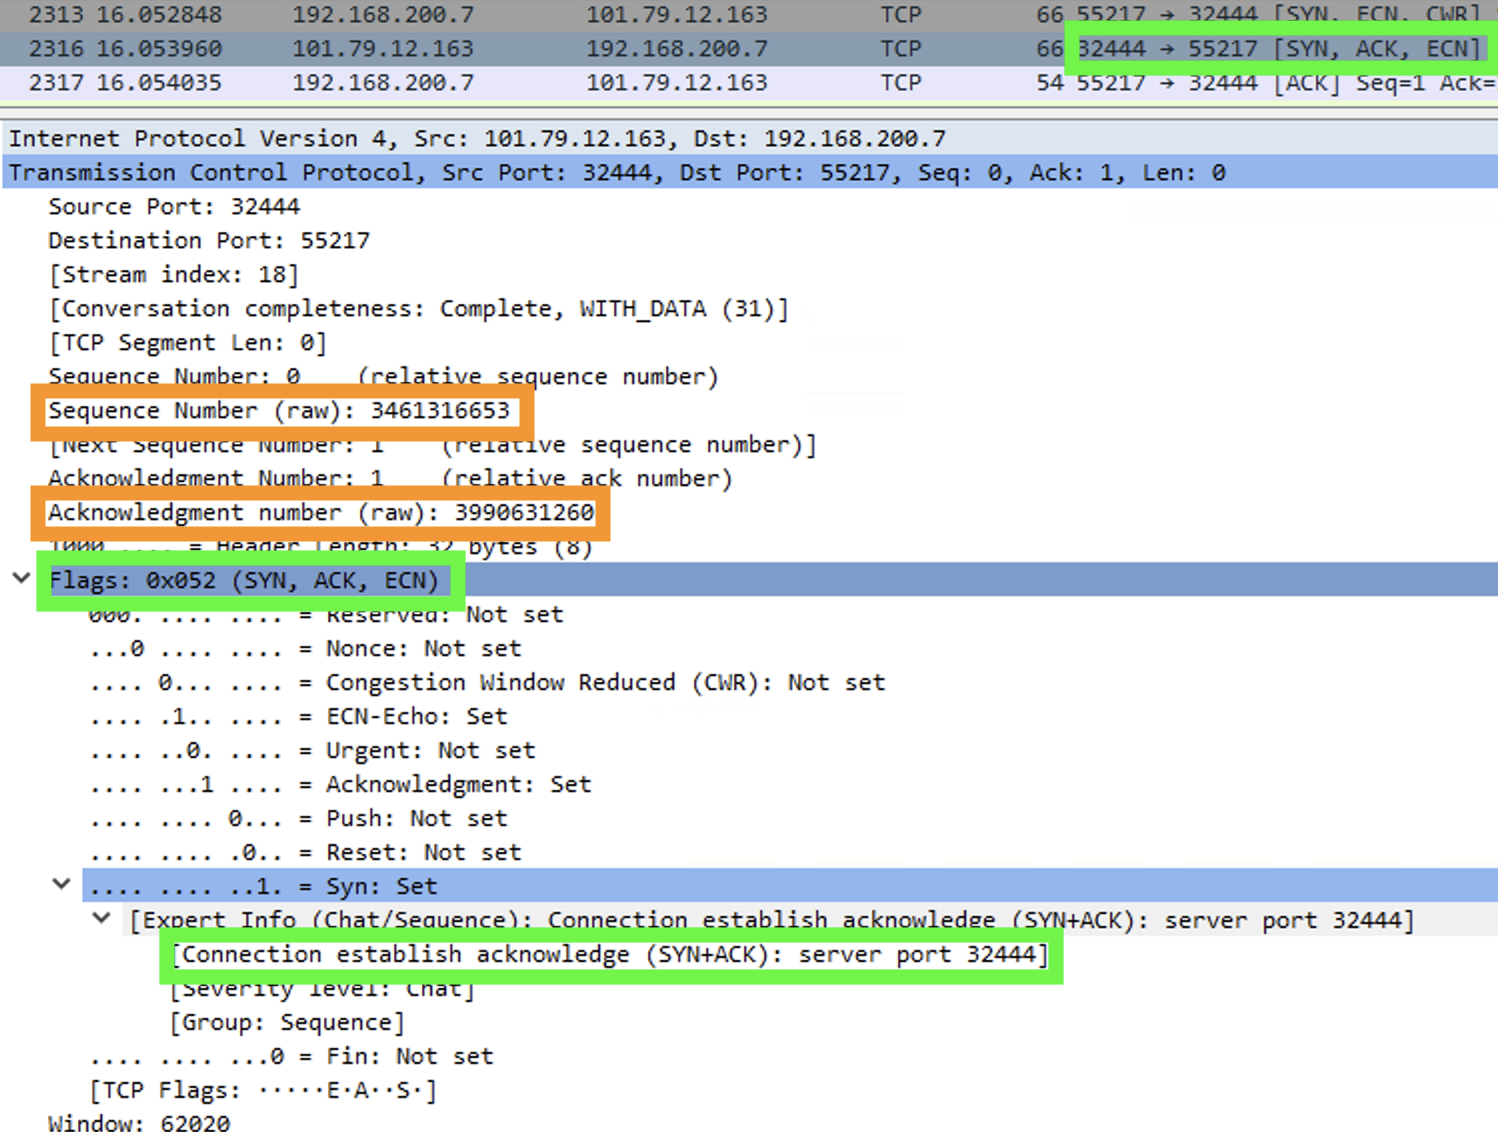 2313 16.052848 192.168.200.7 101.79.12.163 TCP 66 55217 → 32444 [SYN, ECN, CWR]
2316 16.053960 101.79.12.163 192.168.200.7 TCP 66 32444 → 55217 [SYN, ACK, ECN]
2317 16.054035 192.168.200.7 101.79.12.163 TCP 54 55217 → 32444 [ACK] Seq=1 Ack=
Internet Protocol Version 4, Src: 101.79.12.163, Dst: 192.168.200.7
Transmission Control Protocol, Src Port: 32444, Dst Port: 55217, Seq: 0, Ack: 1, Len: 0
Source Port: 32444
Destination Port: 55217
[Stream index: 18]
[Conversation completeness: Complete, WITH_DATA (31)]
[TCP Segment Len: 0]
Sequence Number: 0 (relative sequence number)
Sequence Number (raw): 3461316653
[Next Sequence Number: 1 (relative sequence number)]
Acknowledgment Number: 1 (relative ack number)
Acknowledgment number (raw): 3990631260
1000 .... = Header Length: 32 bytes (8)
Flags: 0x052 (SYN, ACK, ECN)
000. .... .... = Reserved: Not set
...0 .... .... = Nonce: Not set
.... 0... .... = Congestion Window Reduced (CWR): Not set
.... .1.. .... = ECN-Echo: Set
.... ..0. .... = Urgent: Not set
.... ...1 .... = Acknowledgment: Set
.... .... 0... = Push: Not set
.... .... .0.. = Reset: Not set
.... .... ..1. = Syn: Set
[Expert Info (Chat/Sequence): Connection establish acknowledge (SYN+ACK): server port 32444]
[Connection establish acknowledge (SYN+ACK): server port 32444]
[Severity level: Chat]
[Group: Sequence]
.... .... ...0 = Fin: Not set
[TCP Flags: ·····E·A··S·]
Window: 62020